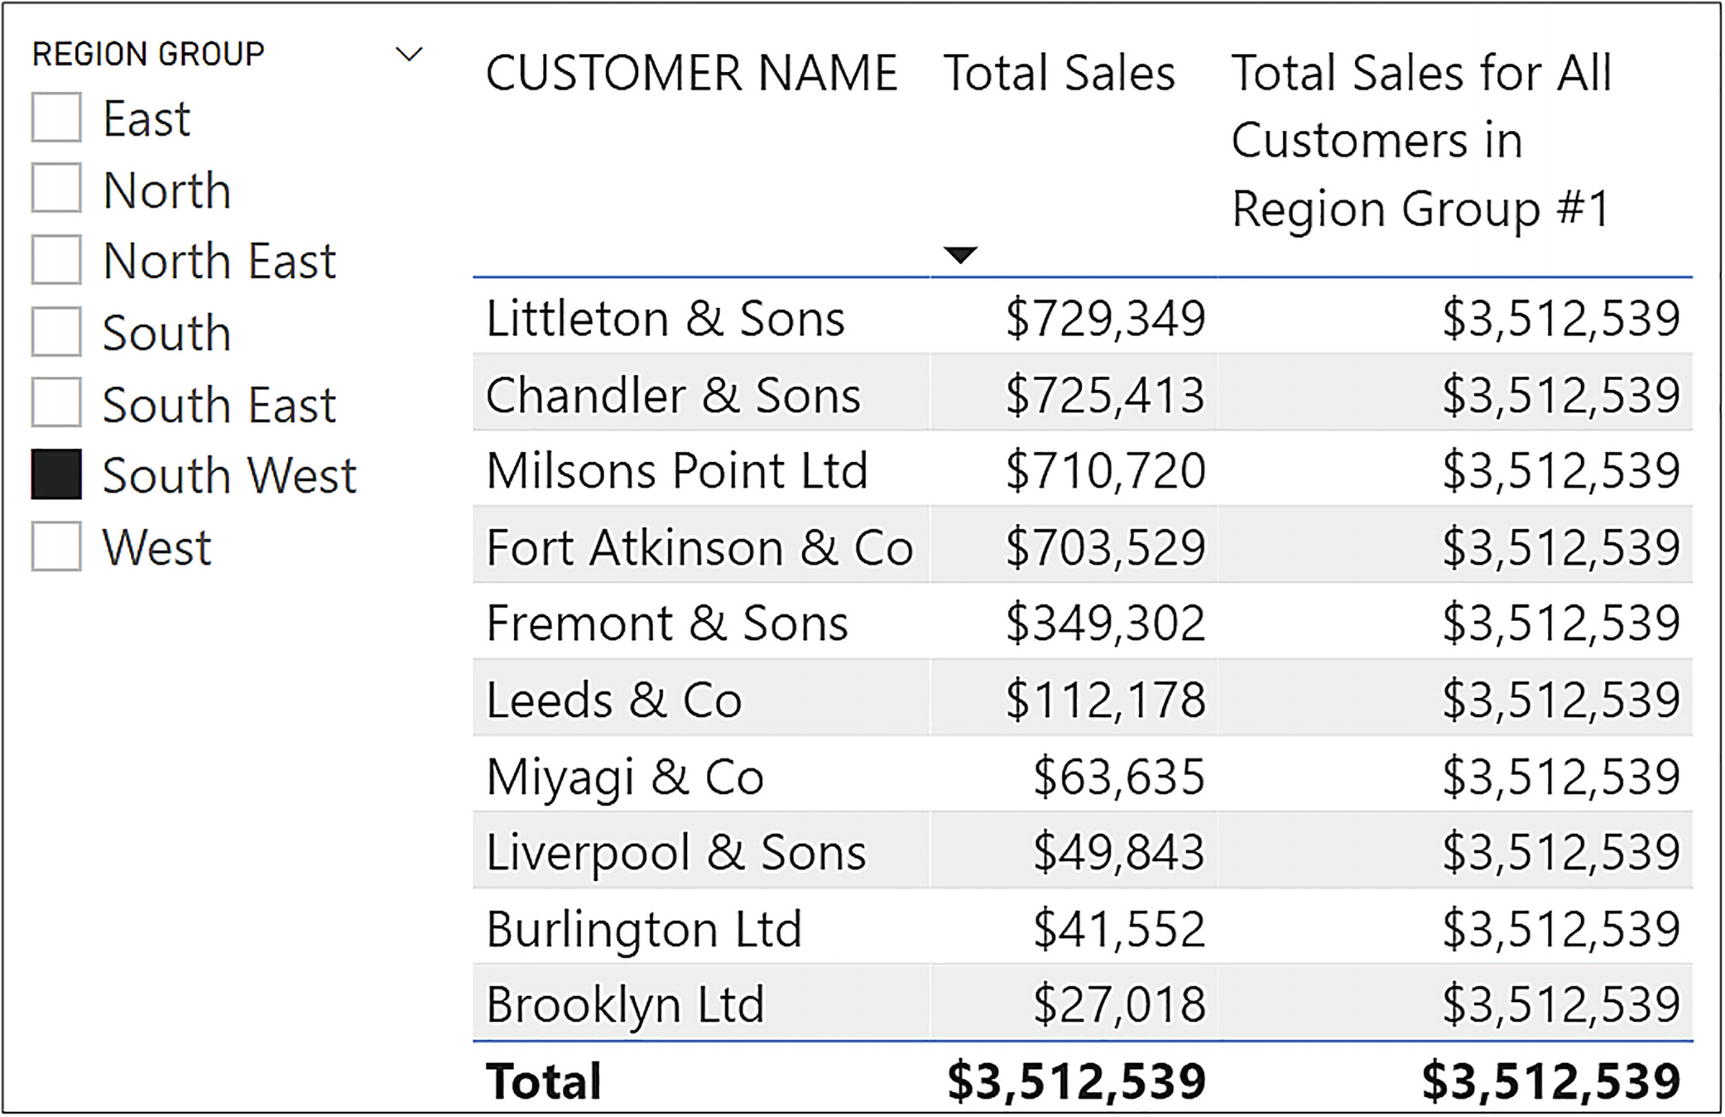 REGION GROUP
East
North
North East
South
South East
South West
West
CUSTOMER NAME Total Sales Total Sales for All
Customers in
Region Group #1
Littleton & Sons $729,349 $3,512,539
Chandler & Sons $725,413 $3,512,539
Milsons Point Ltd $710,720 $3,512,539
Fort Atkinson & Co $703,529 $3,512,539
Fremont & Sons $349,302 $3,512,539
Leeds & Co $112,178 $3,512,539
Miyagi & Co $63,635 $3,512,539
Liverpool & Sons $49,843 $3,512,539
Burlington Ltd $41,552 $3,512,539
Brooklyn Ltd $27,018 $3,512,539
Total $3,512,539 $3,512,539